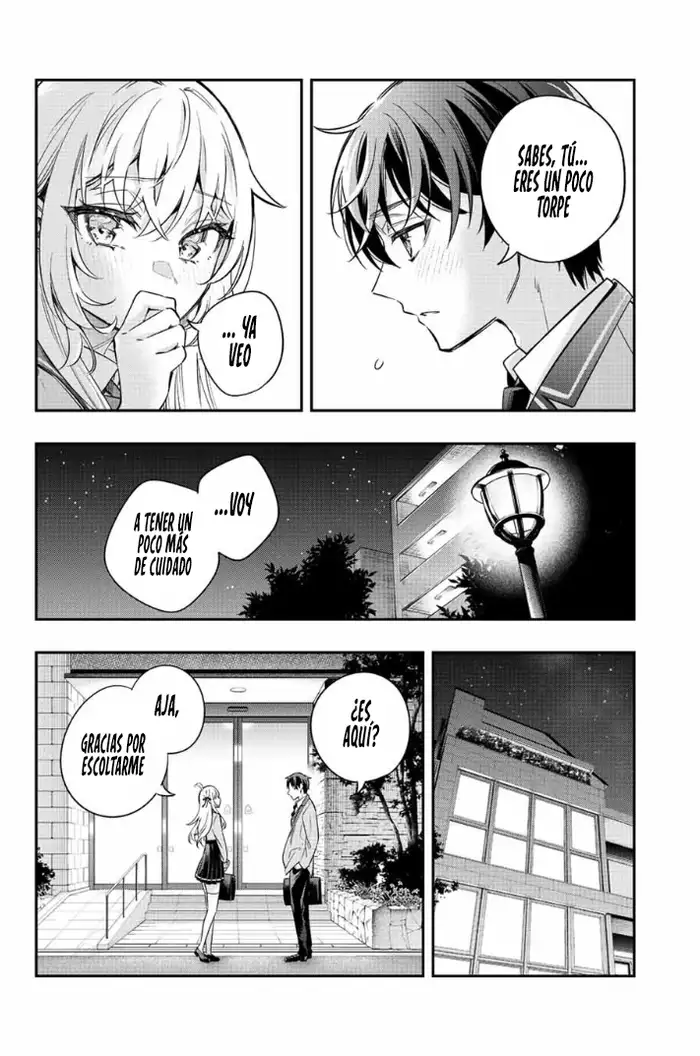 SABES, TÚ...
ERES UN POCO
TORPE
... YA
VEO
...VOY
A TENER UN
POCO MÁS
DE CUIDADO
¿ES
AQUÍ?
AJA,
GRACIAS POR
ESCOLTARME